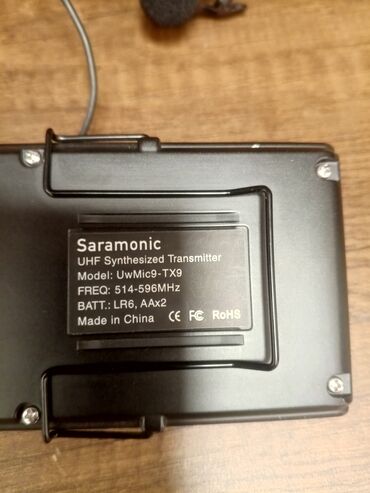 Saramonic
UHF Synthesized Transmitter
Model: UwMic9-TX9
FREQ: 514-596MHz
BATT.: LR6, AAx2
Made in China CE FC RoHS